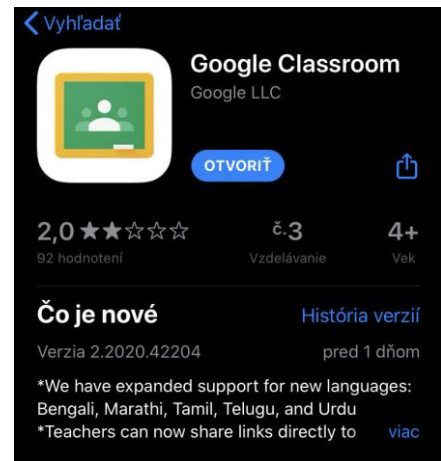 Vyhľadať
Google Classroom
Google LLC
OTVORIŤ
2,0 ★★☆☆☆ č.3 4+
92 hodnotení Vzdelávanie Vek
Čo je nové História verzií
Verzia 2.2020.42204 pred 1 dňom
*We have expanded support for new languages:
Bengali, Marathi, Tamil, Telugu, and Urdu
*Teachers can now share links directly to viac